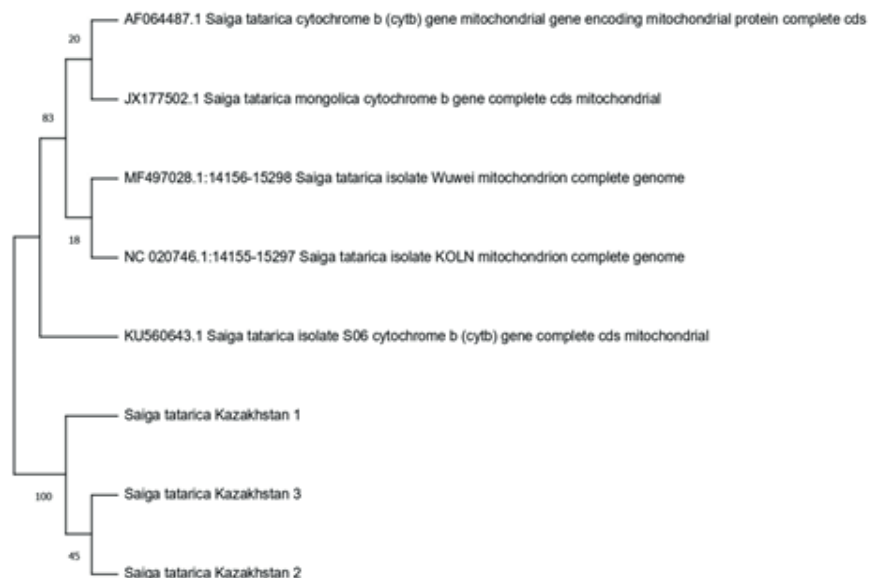 AF064487.1 Saiga tatarica cytochrome b (cytb) gene mitochondrial gene encoding mitochondrial protein complete cds
20
JX177502.1 Saiga tatarica mongolica cytochrome b gene complete cds mitochondrial
83
MF497028.1:14156-15298 Saiga tatarica isolate Wuwei mitochondrion complete genome
18
NC 020746.1:14155-15297 Saiga tatarica isolate KOLN mitochondrion complete genome
KU560643.1 Saiga tatarica isolate S06 cytochrome b (cytb) gene complete cds mitochondrial
Saiga tatarica Kazakhstan 1
100
Saiga tatarica Kazakhstan 3
45
Saiga tatarica Kazakhstan 2